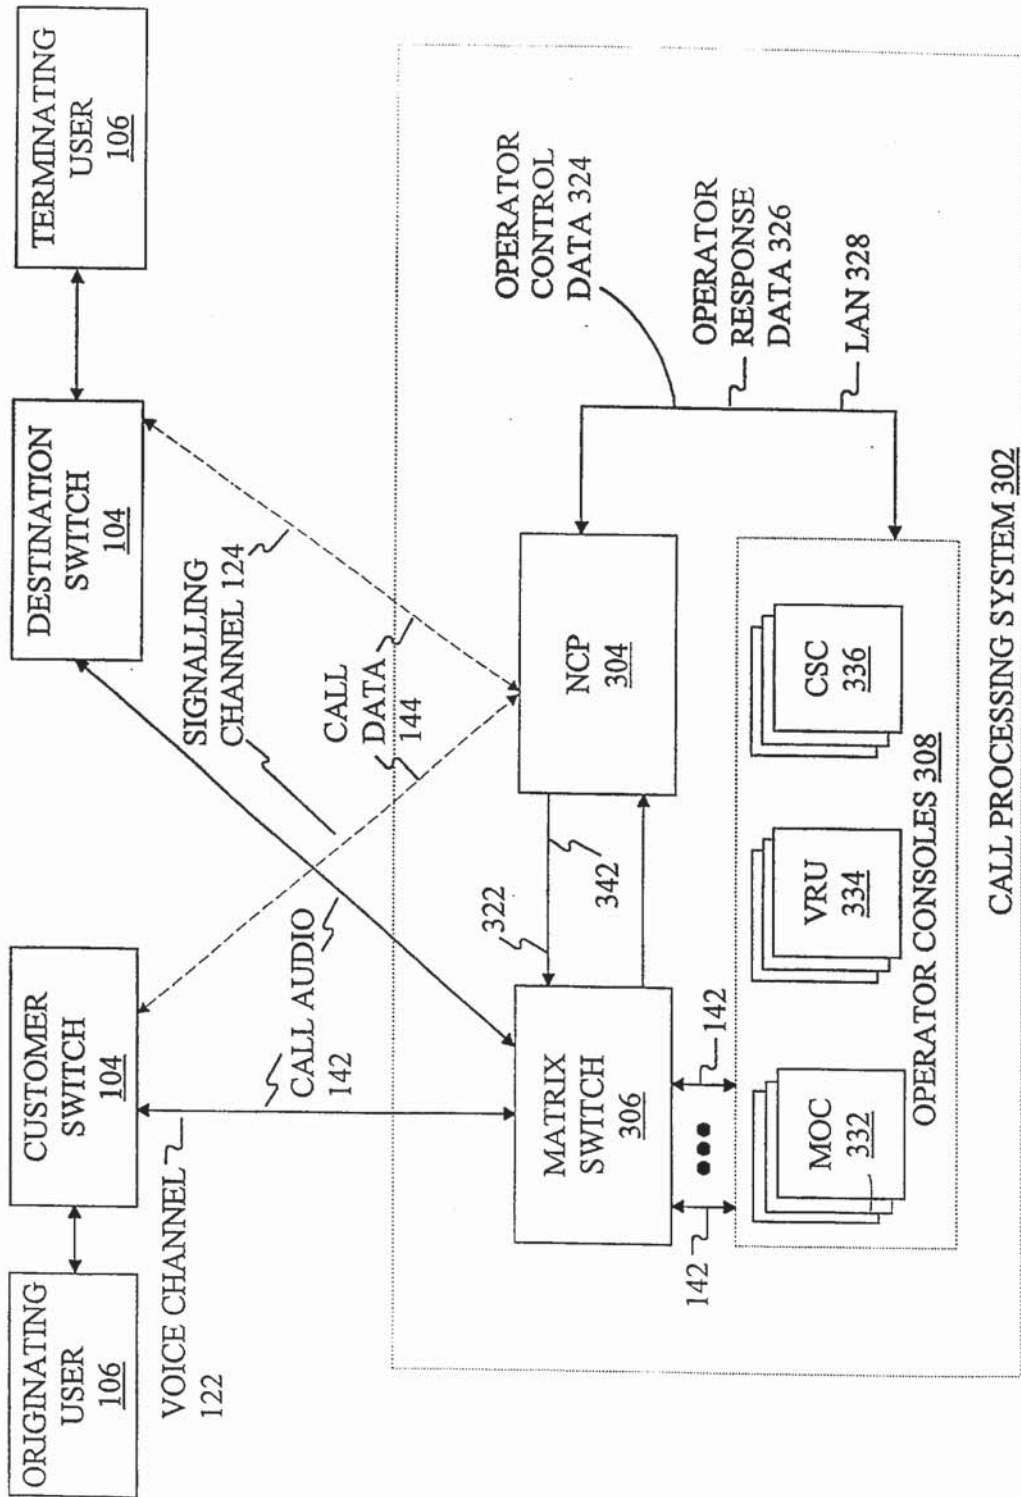 ORIGINATING
USER
106
CUSTOMER
SWITCH
104
DESTINATION
SWITCH
104
TERMINATING
USER
106
VOICE CHANNEL
122
CALL AUDIO
142
SIGNALLING
CHANNEL 124
CALL
DATA
144
MATRIX
SWITCH
306
322
342
NCP
304
OPERATOR
CONTROL
DATA 324
OPERATOR
RESPONSE
DATA 326
LAN 328
142
142
MOC
332
VRU
334
CSC
336
OPERATOR CONSOLES 308
CALL PROCESSING SYSTEM 302